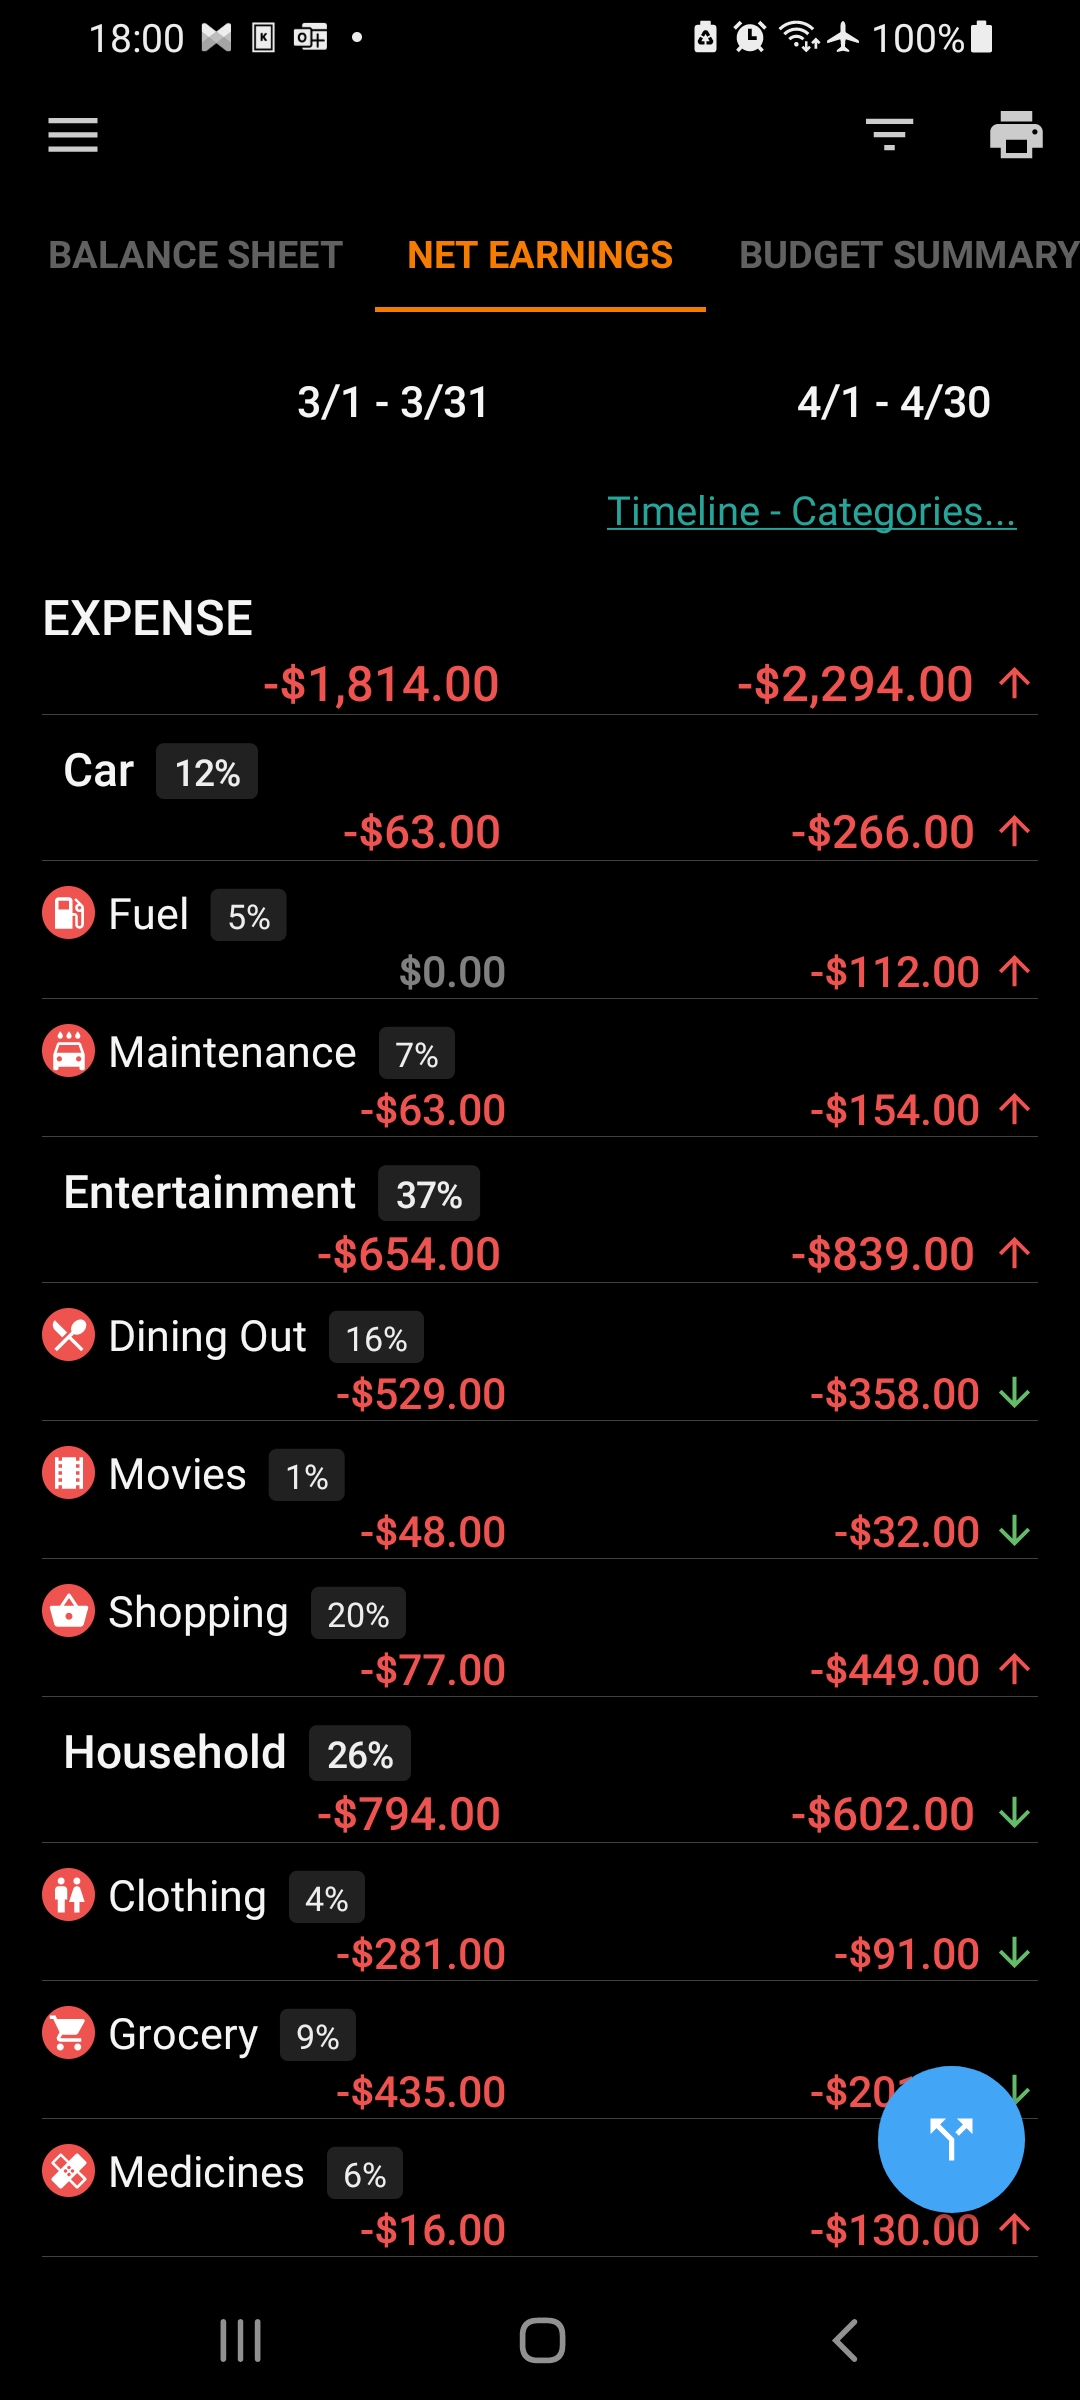 18:00 100%
BALANCE SHEET NET EARNINGS BUDGET SUMMARY
3/1 - 3/31 4/1 - 4/30
Timeline - Categories...
EXPENSE
-$1,814.00 -$2,294.00
Car 12%
-$63.00 -$266.00
Fuel 5%
$0.00 -$112.00
Maintenance 7%
-$63.00 -$154.00
Entertainment 37%
-$654.00 -$839.00
Dining Out 16%
-$529.00 -$358.00
Movies 1%
-$48.00 -$32.00
Shopping 20%
-$77.00 -$449.00
Household 26%
-$794.00 -$602.00
Clothing 4%
-$281.00 -$91.00
Grocery 9%
-$435.00
Medicines 6%
-$16.00 -$130.00